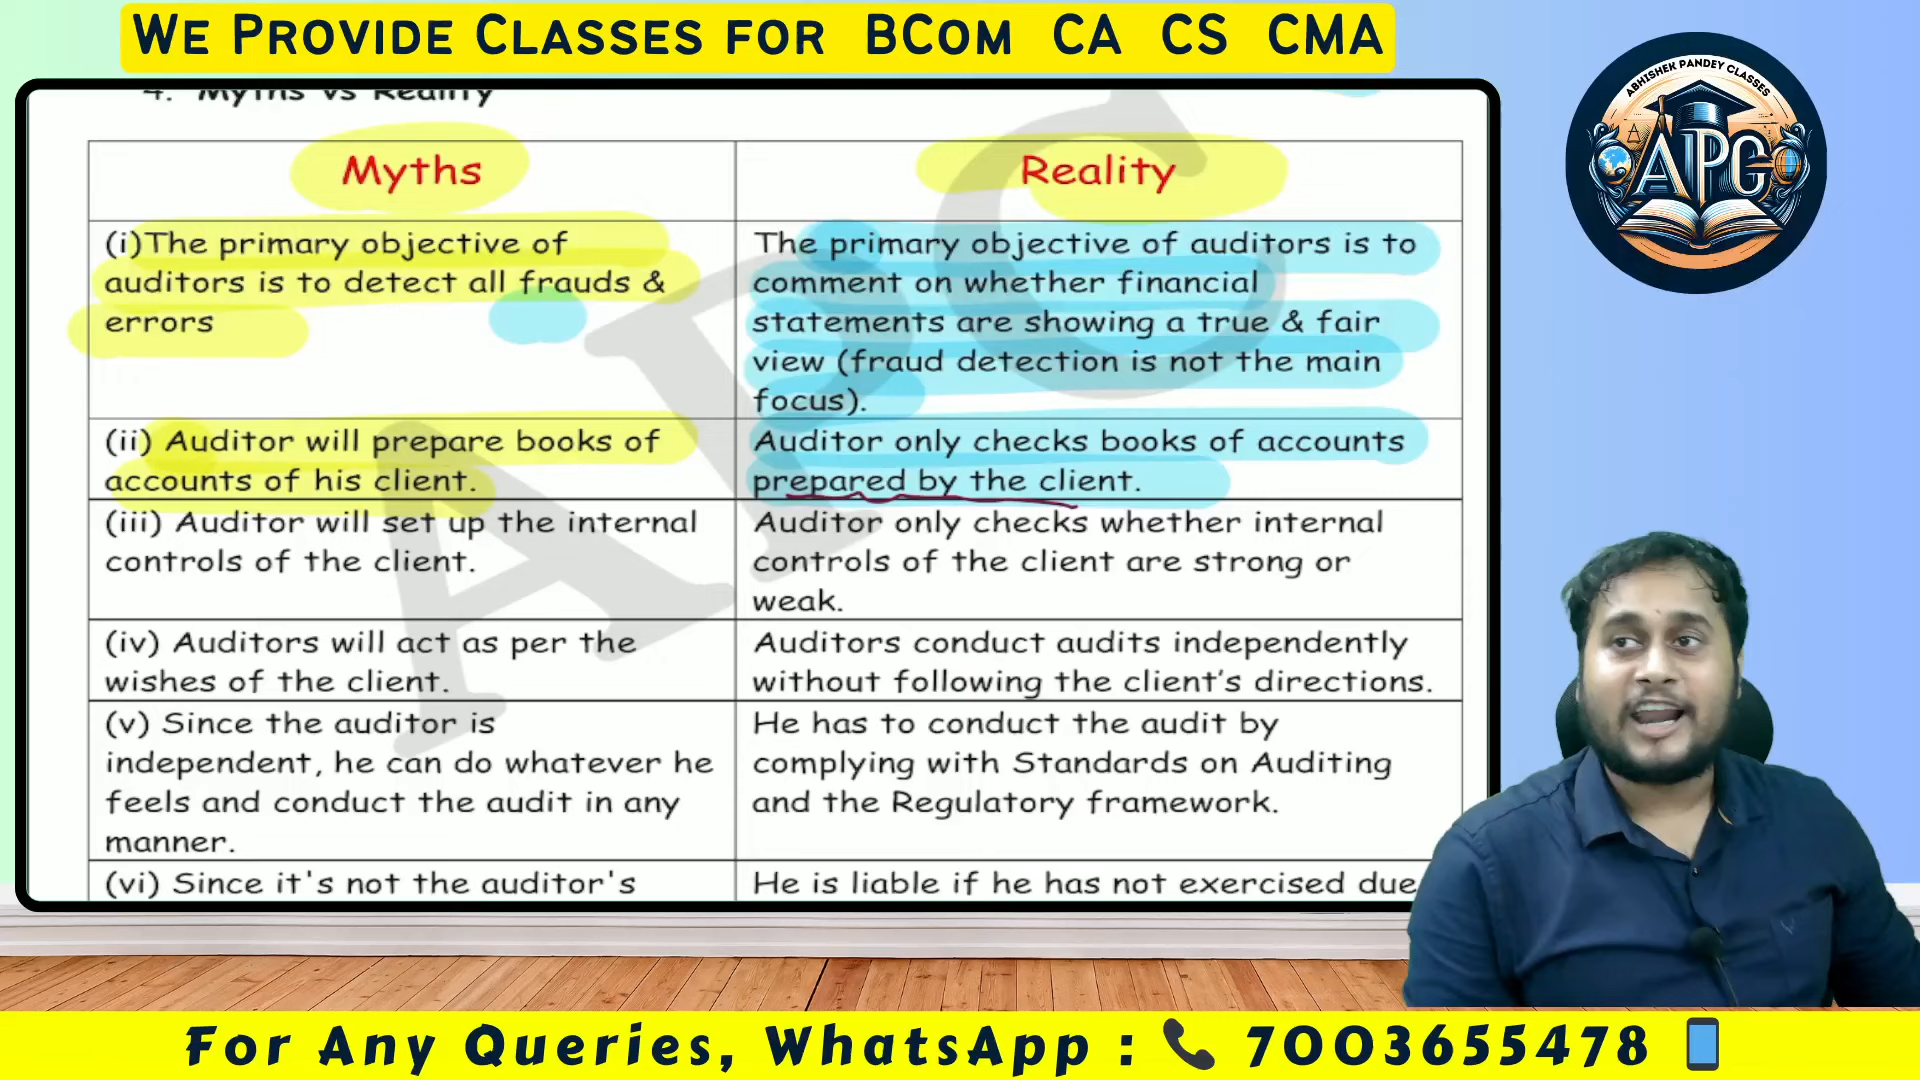 WE PROVIDE CLASSES FOR BCOM CA CS CMA
ABHISHEK PANDEY CLASSES
APC
4. Myths vs Reality
Myths
Reality
(i)The primary objective of
auditors is to detect all frauds &
errors
The primary objective of auditors is to
comment on whether financial
statements are showing a true & fair
view (fraud detection is not the main
focus).
(ii) Auditor will prepare books of
accounts of his client.
Auditor only checks books of accounts
prepared by the client.
(iii) Auditor will set up the internal
controls of the client.
Auditor only checks whether internal
controls of the client are strong or
weak.
(iv) Auditors will act as per the
wishes of the client.
Auditors conduct audits independently
without following the client's directions.
(v) Since the auditor is
independent, he can do whatever he
feels and conduct the audit in any
manner.
He has to conduct the audit by
complying with Standards on Auditing
and the Regulatory framework.
(vi) Since it's not the auditor's
He is liable if he has not exercised due
APC
For Any Queries, WhatsApp : 7003655478